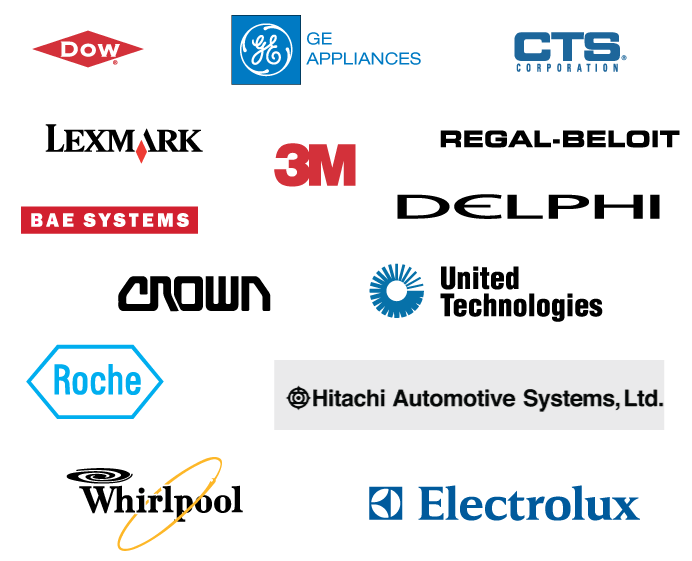 Dow®
GE
APPLIANCES
CTS®
CORPORATION
LEXMARK
3M
REGAL-BELOIT
BAE SYSTEMS
DELPHI
CROWN
United
Technologies
Roche
Hitachi Automotive Systems, Ltd.
Whirlpool
Electrolux